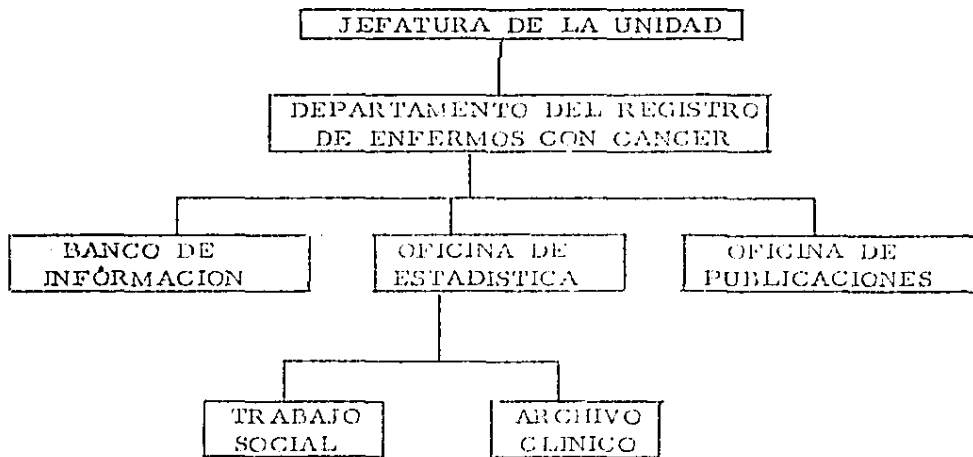 JEFATURA DE LA UNIDAD
DEPARTAMENTO DEL REGISTRO
DE ENFERMOS CON CANCER
BANCO DE
INFORMACION
OFICINA DE
ESTADISTICA
OFICINA DE
PUBLICACIONES
TRABAJO
SOCIAL
ARCHIVO
CLINICO